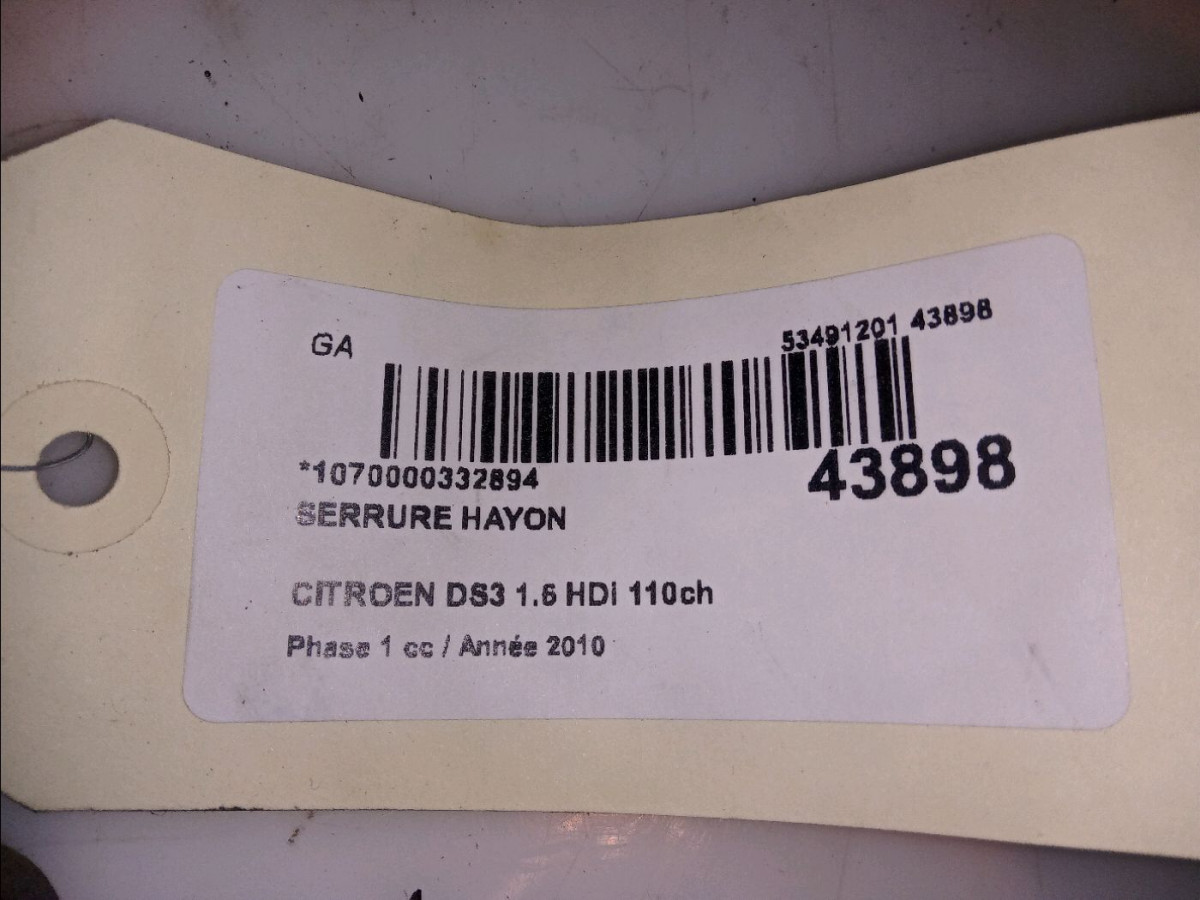 GA
53491201 43898
*1070000332894
43898
SERRURE HAYON
CITROEN DS3 1.6 HDi 110ch
Phase 1 cc / Année 2010